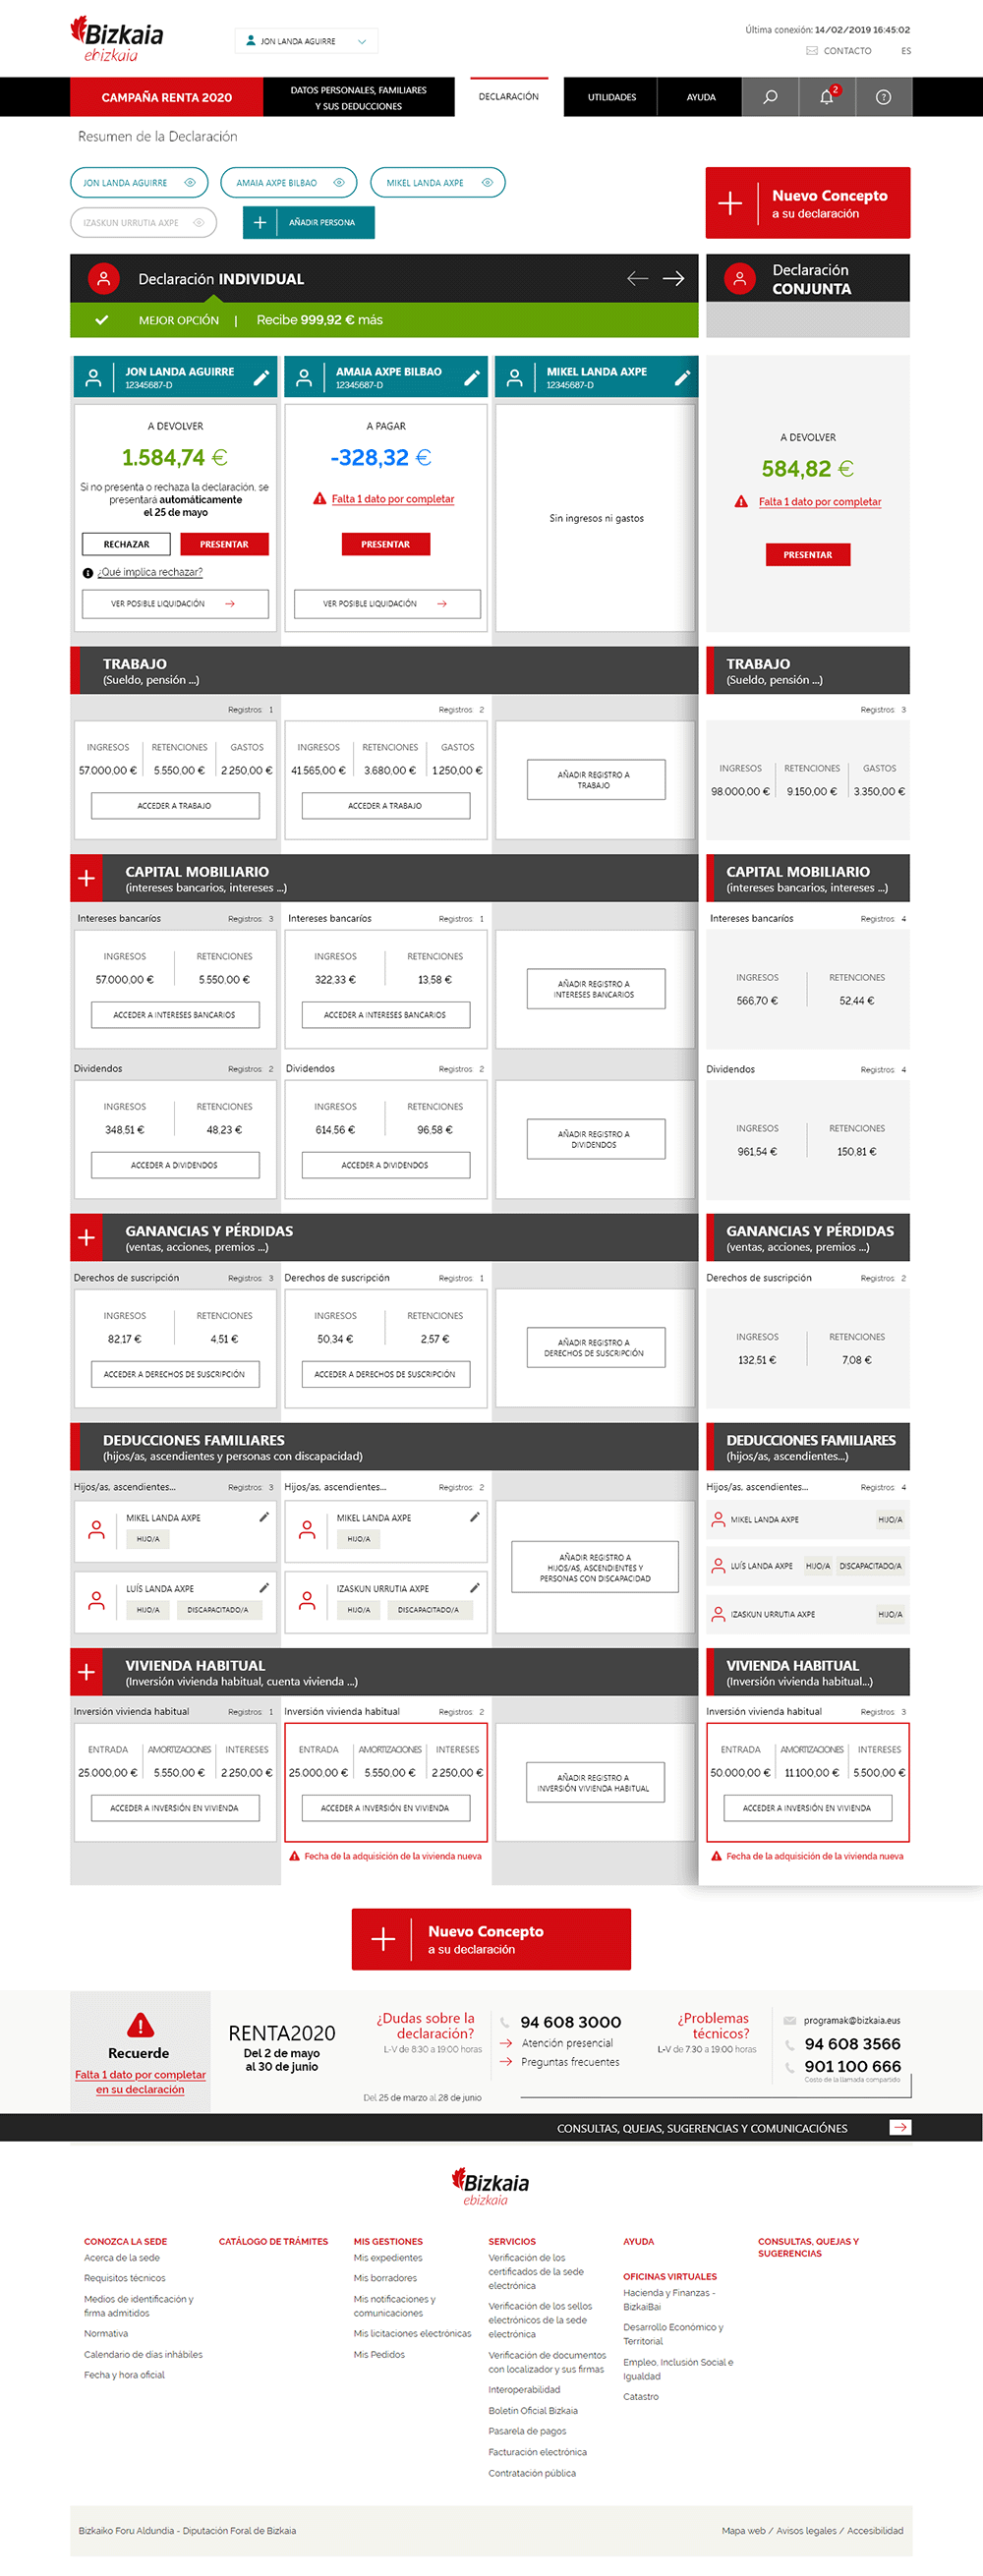 Bizkaia
ebizkaia
JON LANDA AGUIRRE
Última conexión: 14/02/2019 16:45:02
CONTACTO
ES
CAMPAÑA RENTA 2020
DATOS PERSONALES, FAMILIARES
Y SUS DEDUCCIONES
DECLARACIÓN
UTILIDADES
AYUDA
2
Resumen de la Declaración
JON LANDA AGUIRRE
AMAIA AXPE BILBAO
MIKEL LANDA AXPE
IZASKUN URRUTIA AXPE
AÑADIR PERSONA
Nuevo Concepto
a su declaración
Declaración INDIVIDUAL
MEJOR OPCIÓN | Recibe 999,92 € más
Declaración
CONJUNTA
JON LANDA AGUIRRE
12345687-D
AMAIA AXPE BILBAO
12345687-D
MIKEL LANDA AXPE
12345687-D
A DEVOLVER
1.584,74 €
Si no presenta o rechaza la declaración, se
presentará automáticamente
el 25 de mayo
RECHAZAR
PRESENTAR
¿Qué implica rechazar?
VER POSIBLE LIQUIDACIÓN
A PAGAR
-328,32 €
Falta 1 dato por completar
PRESENTAR
VER POSIBLE LIQUIDACIÓN
Sin ingresos ni gastos
A DEVOLVER
584,82 €
Falta 1 dato por completar
PRESENTAR
TRABAJO
(Sueldo, pensión ...)
TRABAJO
(Sueldo, pensión ...)
Registros: 1
INGRESOS RETENCIONES GASTOS
57.000,00 € 5.550,00 € 2.250,00 €
ACCEDER A TRABAJO
Registros: 2
INGRESOS RETENCIONES GASTOS
41.565,00 € 3.680,00 € 1.250,00 €
ACCEDER A TRABAJO
AÑADIR REGISTRO A
TRABAJO
Registros: 3
INGRESOS RETENCIONES GASTOS
98.000,00 € 9.150,00 € 3.350,00 €
CAPITAL MOBILIARIO
(intereses bancarios, intereses ...)
CAPITAL MOBILIARIO
(intereses bancarios, intereses ...)
Intereses bancaríos Registros: 3
INGRESOS RETENCIONES
57.000,00 € 5.550,00 €
ACCEDER A INTERESES BANCARIOS
Intereses bancaríos Registros: 1
INGRESOS RETENCIONES
322,33 € 13,58 €
ACCEDER A INTERESES BANCARIOS
AÑADIR REGISTRO A
INTERESES BANCARIOS
Intereses bancaríos Registros: 4
INGRESOS RETENCIONES
566,70 € 52,44 €
Dividendos Registros: 2
INGRESOS RETENCIONES
348,51 € 48,23 €
ACCEDER A DIVIDENDOS
Dividendos Registros: 2
INGRESOS RETENCIONES
614,56 € 96,58 €
ACCEDER A DIVIDENDOS
AÑADIR REGISTRO A
DIVIDENDOS
Dividendos Registros: 4
INGRESOS RETENCIONES
961,54 € 150,81 €
GANANCIAS Y PÉRDIDAS
(ventas, acciones, premios ...)
GANANCIAS Y PÉRDIDAS
(ventas, acciones, premios ...)
Derechos de suscripción Registros: 3
INGRESOS RETENCIONES
82,17 € 4,51 €
ACCEDER A DERECHOS DE SUSCRIPCIÓN
Derechos de suscripción Registros: 1
INGRESOS RETENCIONES
50,34 € 2,57 €
ACCEDER A DERECHOS DE SUSCRIPCIÓN
AÑADIR REGISTRO A
DERECHOS DE SUSCRIPCIÓN
Derechos de suscripción Registros: 2
INGRESOS RETENCIONES
132,51 € 7,08 €
DEDUCCIONES FAMILIARES
(hijos/as, ascendientes y personas con discapacidad)
DEDUCCIONES FAMILIARES
(hijos/as, ascendientes...)
Hijos/as, ascendientes... Registros: 3
MIKEL LANDA AXPE
HIJO/A
LUÍS LANDA AXPE
HIJO/A DISCAPACITADO/A
Hijos/as, ascendientes... Registros: 2
MIKEL LANDA AXPE
HIJO/A
IZASKUN URRUTIA AXPE
HIJO/A DISCAPACITADO/A
AÑADIR REGISTRO A
HIJOS/AS, ASCENDIENTES Y
PERSONAS CON DISCAPACIDAD
Hijos/as, ascendientes... Registros: 4
MIKEL LANDA AXPE HIJO/A
LUÍS LANDA AXPE HIJO/A DISCAPACITADO/A
IZASKUN URRUTIA AXPE HIJO/A
VIVIENDA HABITUAL
(Inversión vivienda habitual, cuenta vivienda ...)
VIVIENDA HABITUAL
(Inversión vivienda habitual...)
Inversión vivienda habitual Registros: 1
ENTRADA AMORTIZACIONES INTERESES
25.000,00 € 5.550,00 € 2.250,00 €
ACCEDER A INVERSIÓN EN VIVIENDA
Inversión vivienda habitual Registros: 2
ENTRADA AMORTIZACIONES INTERESES
25.000,00 € 5.550,00 € 2.250,00 €
ACCEDER A INVERSIÓN EN VIVIENDA
Fecha de la adquisición de la vivienda nueva
AÑADIR REGISTRO A
INVERSIÓN VIVIENDA HABITUAL
Inversión vivienda habitual Registros: 3
ENTRADA AMORTIZACIONES INTERESES
50.000,00 € 11.100,00 € 5.500,00 €
ACCEDER A INVERSIÓN EN VIVIENDA
Fecha de la adquisición de la vivienda nueva
Nuevo Concepto
a su declaración
Recuerde
Falta 1 dato por completar
en su declaración
RENTA2020
Del 2 de mayo
al 30 de junio
¿Dudas sobre la
declaración?
L-V de 8:30 a 19:00 horas
Del 25 de marzo al 28 de junio
94 608 3000
Atención presencial
Preguntas frecuentes
¿Problemas
técnicos?
L-V de 7:30 a 19:00 horas
programak@bizkaia.eus
94 608 3566
901 100 666
Costo de la llamada compartido
CONSULTAS, QUEJAS, SUGERENCIAS Y COMUNICACIÓNES
Bizkaia
ebizkaia
CONOZCA LA SEDE
Acerca de la sede
Requisitos técnicos
Medios de identificación y
firma admitidos
Normativa
Calendario de días inhábiles
Fecha y hora oficial
CATÁLOGO DE TRÁMITES
MIS GESTIONES
Mis expedientes
Mis borradores
Mis notificaciones y
comunicaciones
Mis licitaciones electrónicas
Mis Pedidos
SERVICIOS
Verificación de los
certificados de la sede
electrónica
Verificación de los sellos
electrónicos de la sede
electrónica
Verificación de documentos
con localizador y sus firmas
Interoperabilidad
Boletín Oficial Bizkaia
Pasarela de pagos
Facturación electrónica
Contratación pública
AYUDA
OFICINAS VIRTUALES
Hacienda y Finanzas -
BizkaiBai
Desarrollo Económico y
Territorial
Empleo, Inclusión Social e
Igualdad
Catastro
CONSULTAS, QUEJAS Y
SUGERENCIAS
Bizkaiko Foru Aldundia - Diputación Foral de Bizkaia
Mapa web / Avisos legales / Accesibilidad